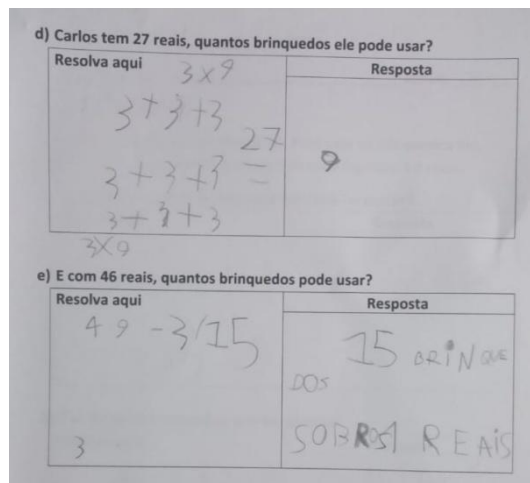 d) Carlos tem 27 reais, quantos brinquedos ele pode usar?
Resolva aqui
3x9
3+3+3
3+3+3 = 27
3+3+3
3x9
Resposta
9
e) E com 46 reais, quantos brinquedos pode usar?
Resolva aqui
49 -3/15
3
Resposta
15 BRINQUE
DOS
REAIS